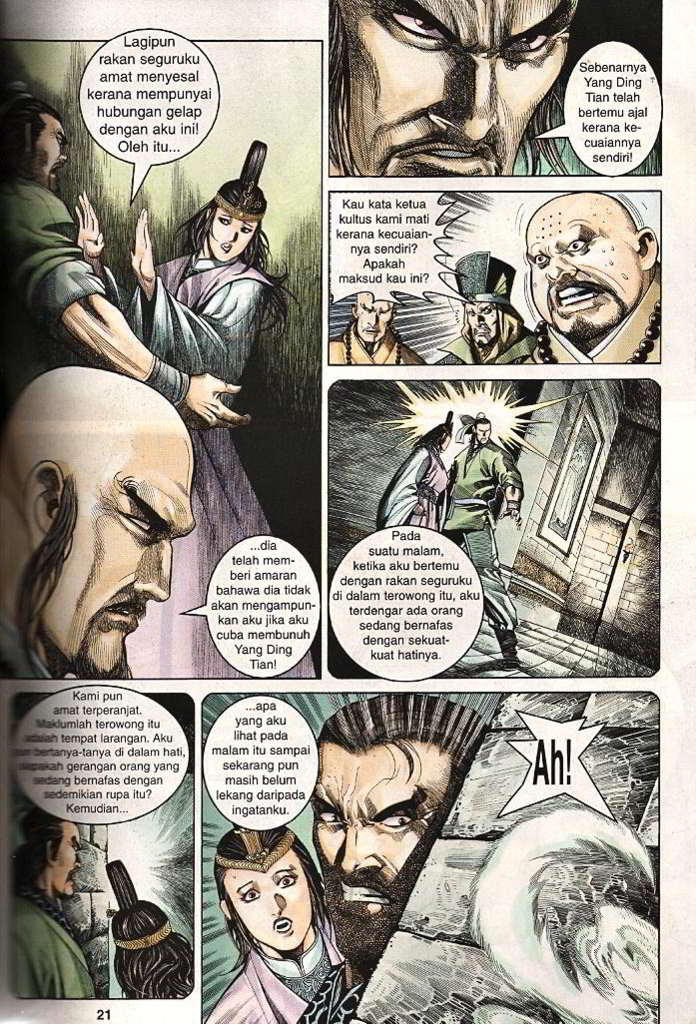 Lagipun
rakan seguruku
amat menyesal
kerana mempunyai
hubungan gelap
dengan aku ini!
Oleh itu...
...dia
telah mem-
beri amaran
bahawa dia tidak
akan mengampun-
kan aku jika aku
cuba membunuh
Yang Ding
Tian!
Sebenarnya
Yang Ding
Tian telah
bertemu ajal
kerana ke-
cuaiannya
sendiri!
Kau kata ketua
kultus kami mati
kerana kecuaian-
nya sendiri?
Apakah
maksud kau ini?
Pada
suatu malam,
ketika aku bertemu
dengan rakan seguruku
di dalam terowong itu, aku
terdengar ada orang
sedang bernafas
dengan sekuat-
kuat hatinya.
Kami pun
amat terperanjat.
Maklumlah terowong itu
adalah tempat larangan. Aku
pun bertanya-tanya di dalam hati,
siapakah gerangan orang yang
sedang bernafas dengan
sedemikian rupa itu?
Kemudian...
...apa
yang aku
lihat pada
malam itu sampai
sekarang pun
masih belum
lekang daripada
ingatanku.
Ah!
21